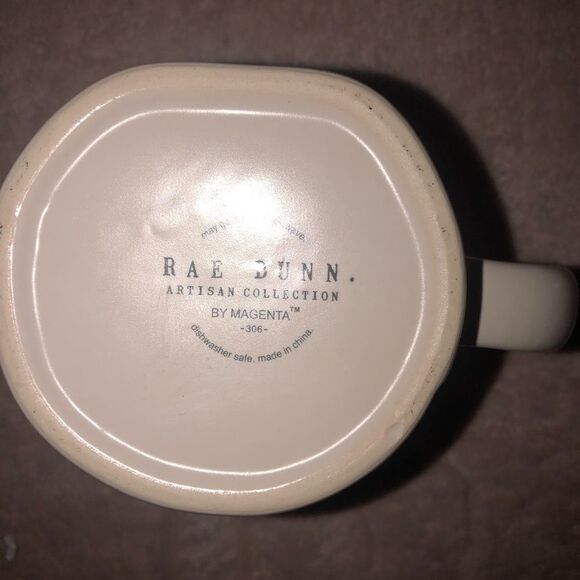 may
RAE DUNN.
ARTISAN COLLECTION
BY MAGENTA™
-306-
dishwasher safe. made in china.